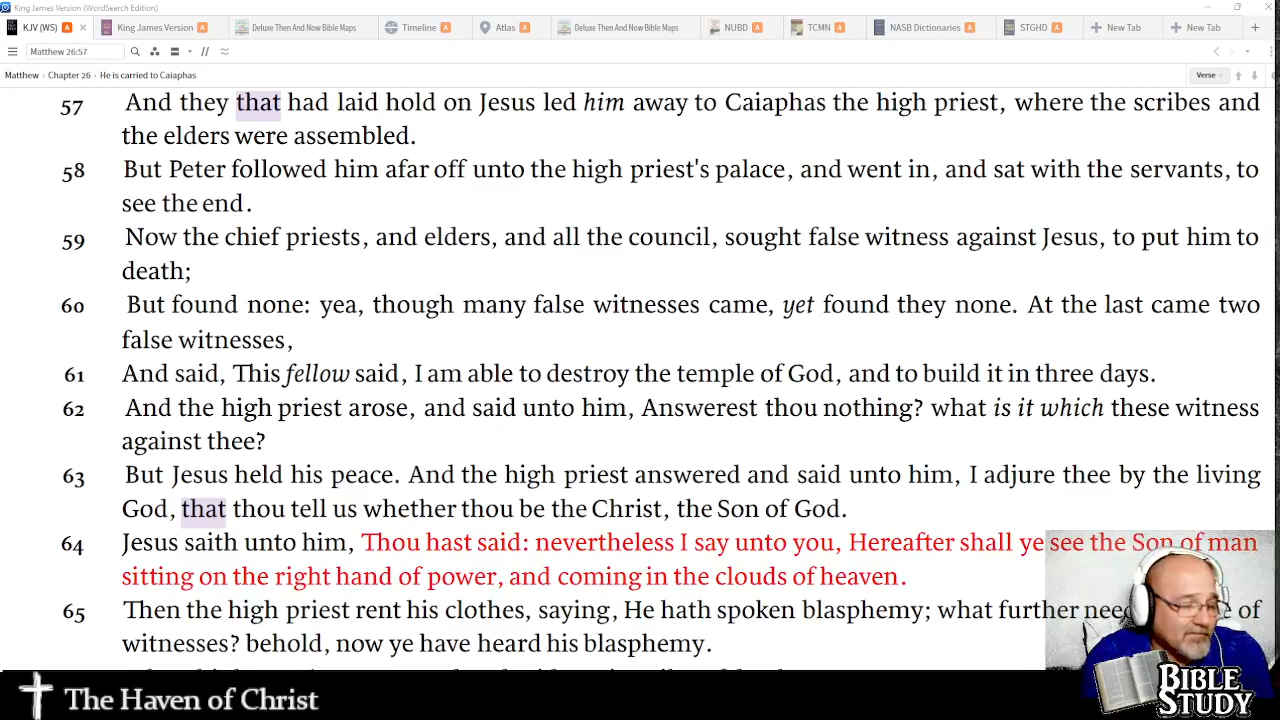 King James Version (WordSearch Edition)
KJV (WS) King James Version Deluxe Then And Now Bible Maps Timeline Atlas Deluxe Then And Now Bible Maps NUBD TCMN NASB Dictionaries STGHD New Tab New Tab
Matthew 26:57
Matthew Chapter 26 He is carried to Caiaphas Verse
57 And they that had laid hold on Jesus led him away to Caiaphas the high priest, where the scribes and
the elders were assembled.
58 But Peter followed him afar off unto the high priest's palace, and went in, and sat with the servants, to
see the end.
59 Now the chief priests, and elders, and all the council, sought false witness against Jesus, to put him to
death;
60 But found none: yea, though many false witnesses came, yet found they none. At the last came two
false witnesses,
61 And said, This fellow said, I am able to destroy the temple of God, and to build it in three days.
62 And the high priest arose, and said unto him, Answerest thou nothing? what is it which these witness
against thee?
63 But Jesus held his peace. And the high priest answered and said unto him, I adjure thee by the living
God, that thou tell us whether thou be the Christ, the Son of God.
64 Jesus saith unto him, Thou hast said: nevertheless I say unto you, Hereafter shall ye see the Son of man
sitting on the right hand of power, and coming in the clouds of heaven.
65 Then the high priest rent his clothes, saying, He hath spoken blasphemy; what further of
witnesses? behold, now ye have heard his blasphemy.
The Haven of Christ
BIBLE
STUDY